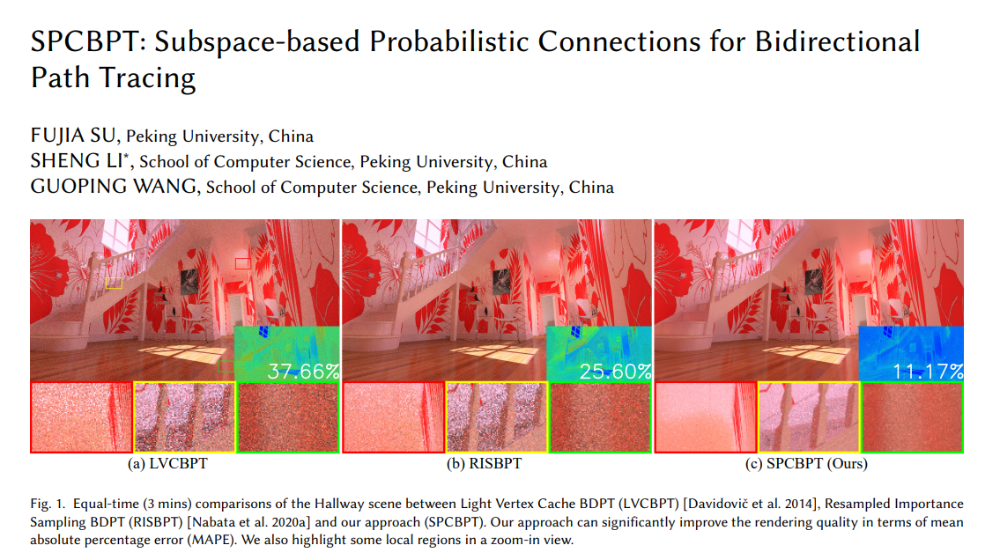 SPCBPT: Subspace-based Probabilistic Connections for Bidirectional
Path Tracing
FUJIA SU, Peking University, China
SHENG LI*, School of Computer Science, Peking University, China
GUOPING WANG, School of Computer Science, Peking University, China
37.66%
25.60%
11.17%
(a) LVCBPT
(b) RISBPT
(c) SPCBPT (Ours)
Fig. 1. Equal-time (3 mins) comparisons of the Hallway scene between Light Vertex Cache BDPT (LVCBPT) [Davidovič et al. 2014], Resampled Importance
Sampling BDPT (RISBPT) [Nabata et al. 2020a] and our approach (SPCBPT). Our approach can significantly improve the rendering quality in terms of mean
absolute percentage error (MAPE). We also highlight some local regions in a zoom-in view.